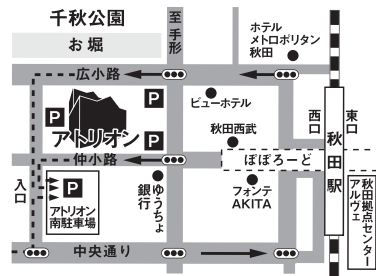 千秋公園
お堀
至手形
ホテル
メトロポリタン
秋田
広小路
P
P
ビューホテル
P
アトリオン
P
秋田西武
西口
東口
仲小路
ぽぽろーど
秋田駅
入口
P
アトリオン
南駐車場
ゆうちょ
銀行
フォンテ
AKITA
秋田拠点センター
アルヴェ
中央通り